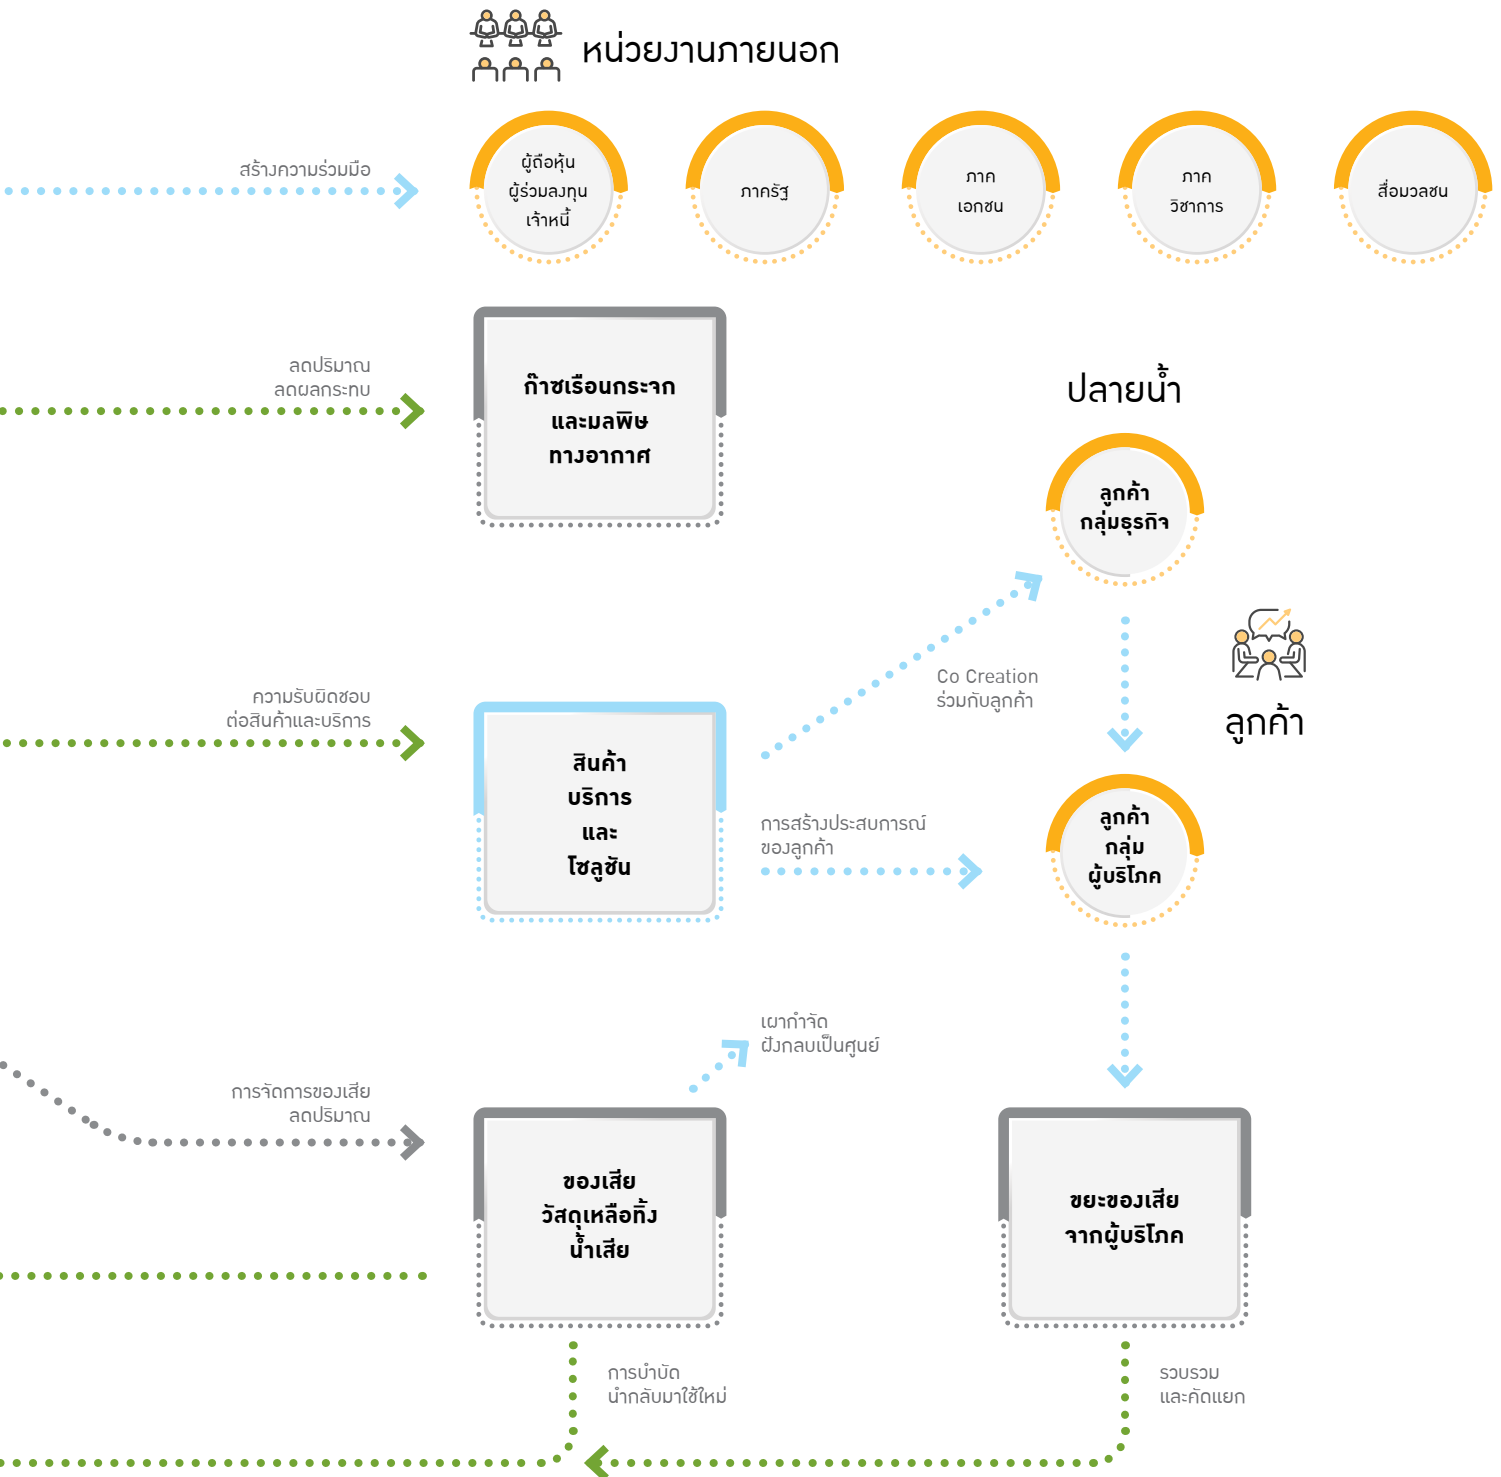 หน่วยงานภายนอก
สร้างความร่วมมือ
ผู้ถือหุ้น
ผู้ร่วมลงทุน
เจ้าหนี้
ภาครัฐ
ภาค
เอกชน
ภาค
วิชาการ
สื่อมวลชน
ลดปริมาณ
ลดผลกระทบ
ก๊าซเรือนกระจก
และมลพิษ
ทางอากาศ
ปลายน้ำ
ลูกค้า
กลุ่มธุรกิจ
Co Creation
ร่วมกับลูกค้า
ลูกค้า
ความรับผิดชอบ
ต่อสินค้าและบริการ
สินค้า
บริการ
และ
โซลูชัน
การสร้างประสบการณ์
ของลูกค้า
ลูกค้า
กลุ่ม
ผู้บริโภค
เผากำจัด
ฝังกลบเป็นศูนย์
การจัดการของเสีย
ลดปริมาณ
ของเสีย
วัสดุเหลือทิ้ง
น้ำเสีย
ขยะของเสีย
จากผู้บริโภค
การบำบัด
นำกลับมาใช้ใหม่
รวบรวม
และคัดแยก